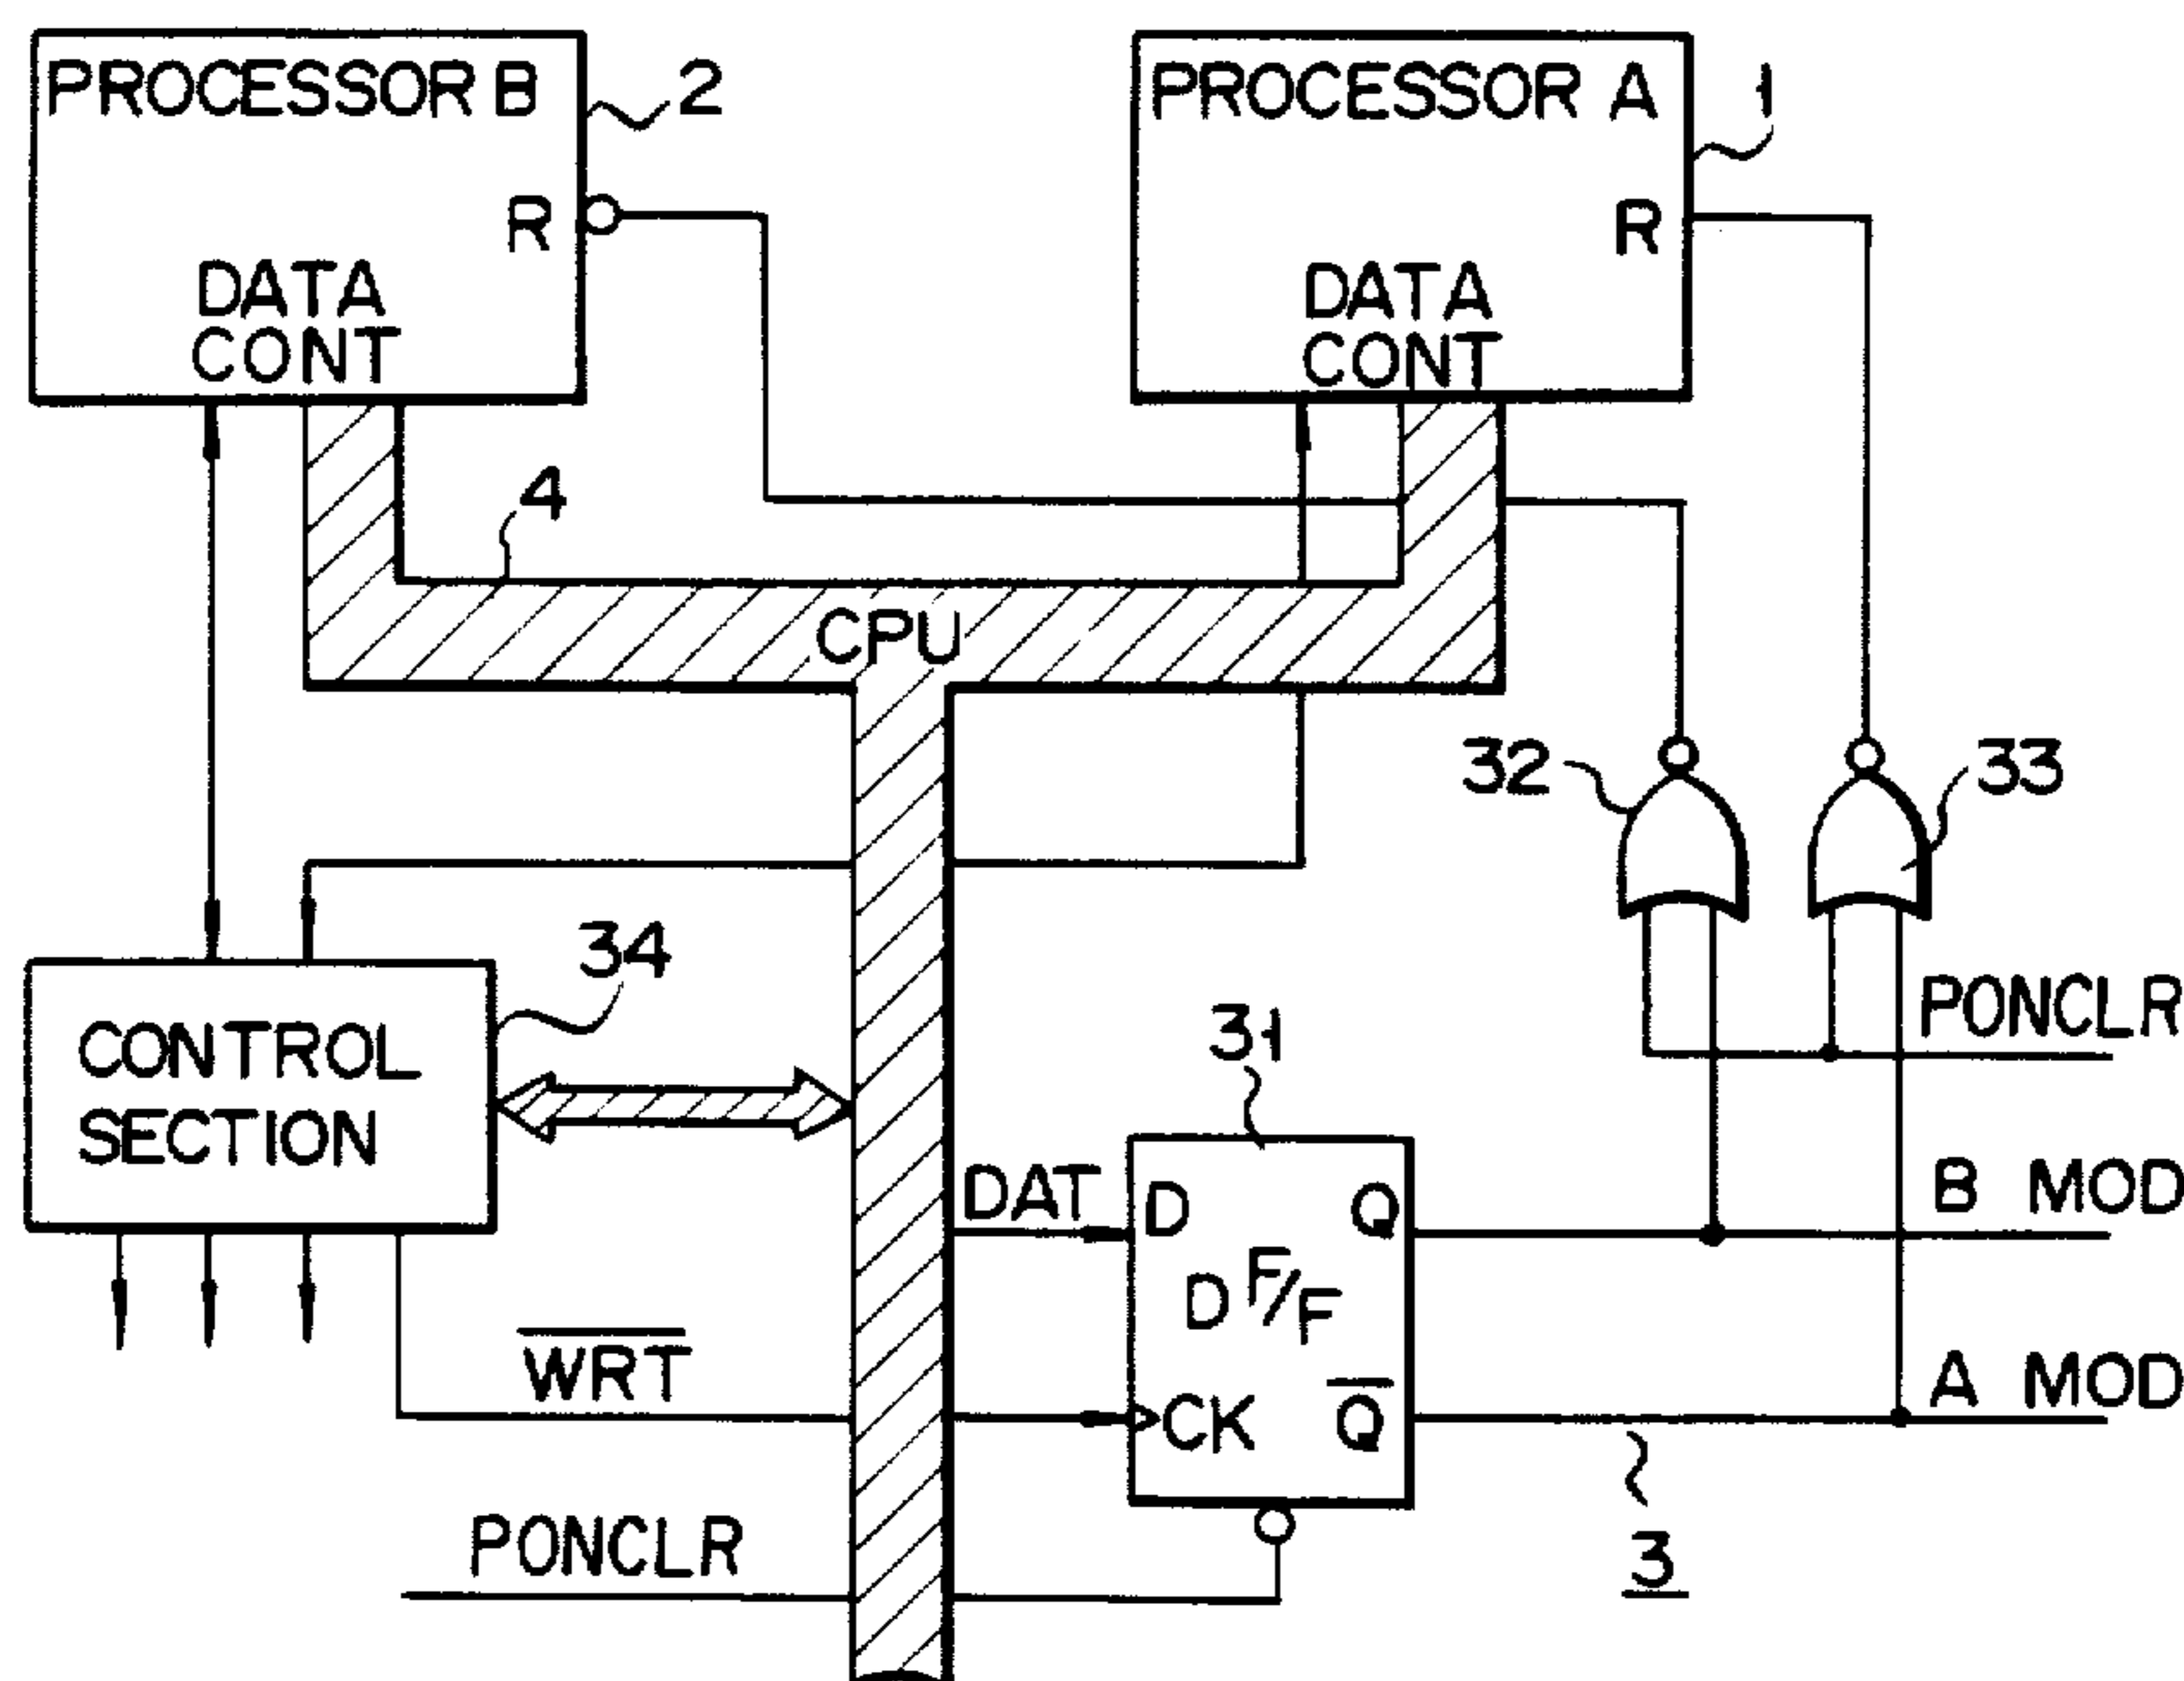 PROCESSOR B
2
R
DATA
CONT
PROCESSOR A
1
R
DATA
CONT
4
CPU
32
33
34
CONTROL
SECTION
31
PONCLR
DAT
D
Q
D F/F
B MOD
WRT
CK
Q
A MOD
3
PONCLR